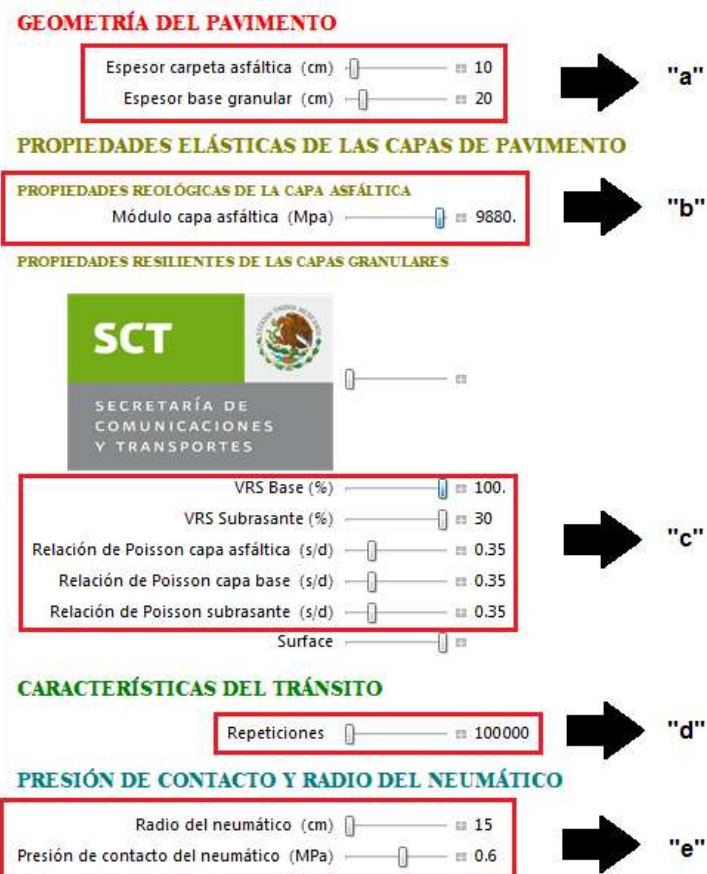 GEOMETRÍA DEL PAVIMENTO
Espesor carpeta asfáltica (cm) 10
"a"
Espesor base granular (cm) 20
PROPIEDADES ELÁSTICAS DE LAS CAPAS DE PAVIMENTO
PROPIEDADES REOLÓGICAS DE LA CAPA ASFÁLTICA
Módulo capa asfáltica (Mpa) 9880.
"b"
PROPIEDADES RESILIENTES DE LAS CAPAS GRANULARES
SCT
ESTADOS UNIDOS MEXICANOS
SECRETARÍA DE
COMUNICACIONES
Y TRANSPORTES
VRS Base (%) 100.
VRS Subrasante (%) 30
Relación de Poisson capa asfáltica (s/d) 0.35
"c"
Relación de Poisson capa base (s/d) 0.35
Relación de Poisson subrasante (s/d) 0.35
Surface
CARACTERÍSTICAS DEL TRÁNSITO
Repeticiones 100000
"d"
PRESIÓN DE CONTACTO Y RADIO DEL NEUMÁTICO
Radio del neumático (cm) 15
Presión de contacto del neumático (MPa) 0.6
"e"